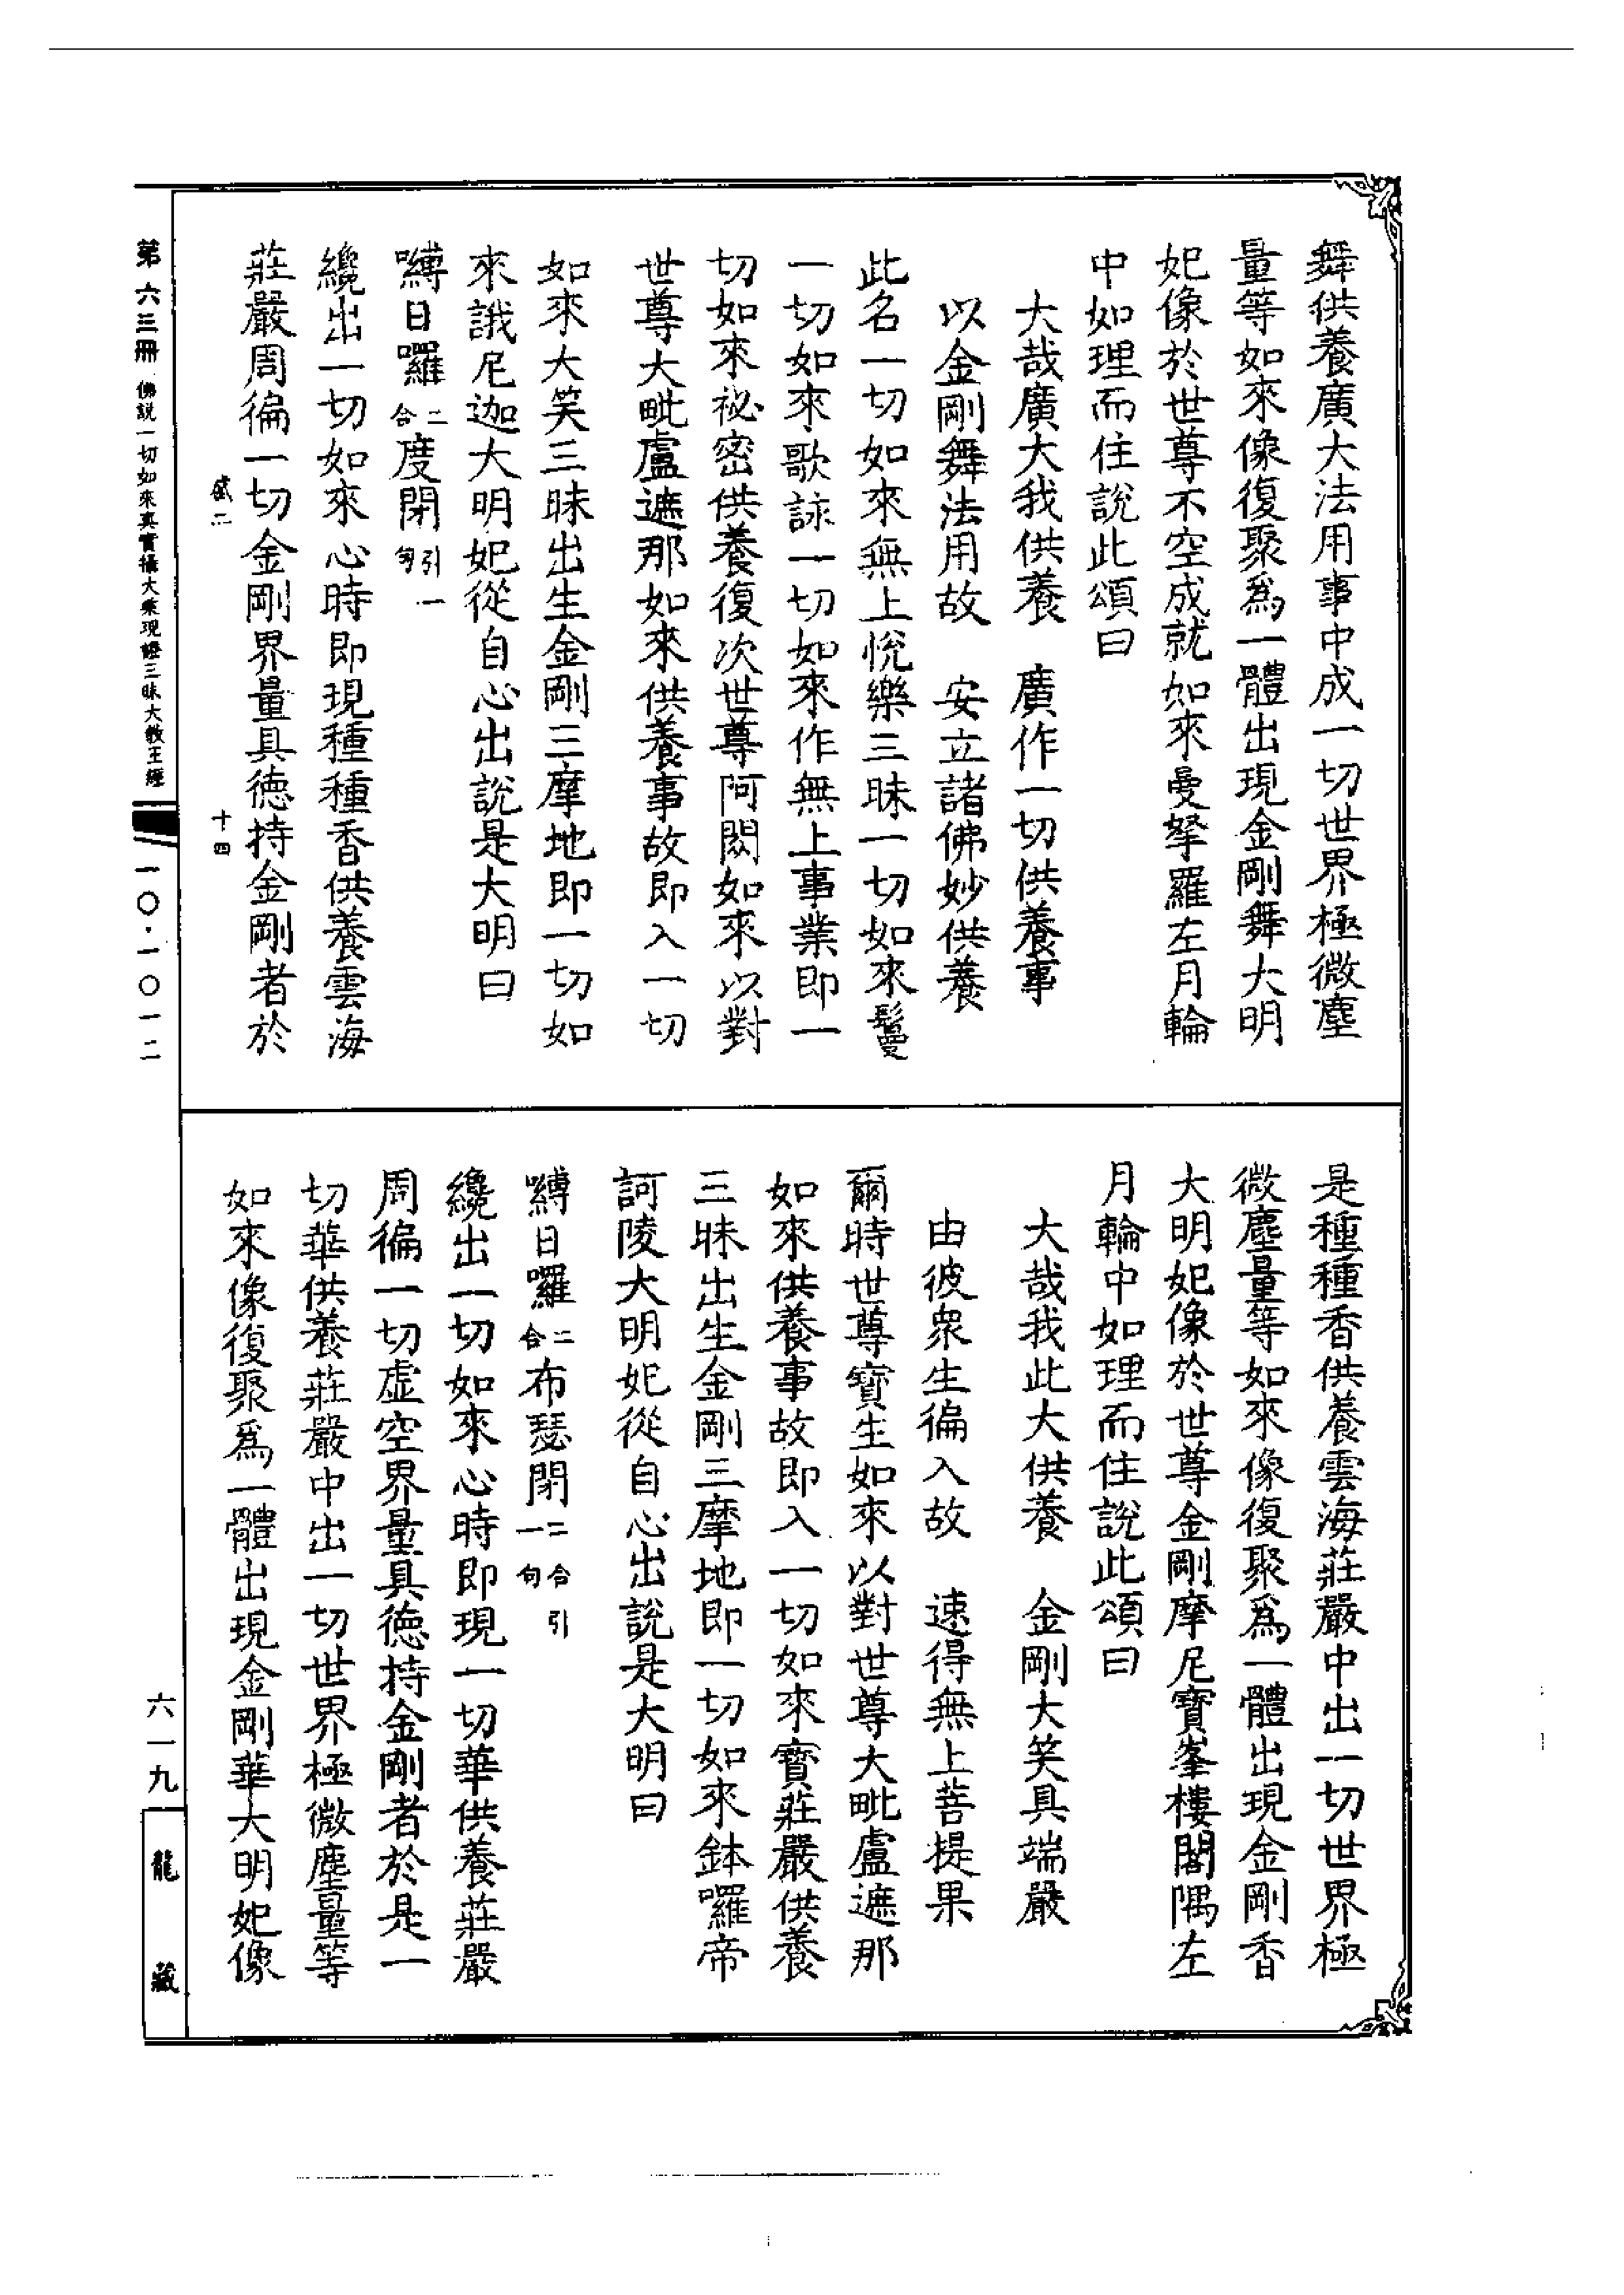 舞供養廣大法用事中成一切世界極微塵
量等如來像復聚為一體出現金剛舞大明
妃像於世尊不空成就如來曼拏羅左月輪
中如理而住說此頌曰
大哉廣大我供養　廣作一切供養事
以金剛舞法用故　安立諸佛妙供養
此名一切如來無上悅樂三昧一切如來鬘
一切如來歌詠一切如來作無上事業即一
切如來祕密供養復次世尊阿閦如來以對
世尊大毗盧遮那如來供養事故即入一切
如來大笑三昧出生金剛三摩地即一切如
來誐尼迦大明妃從自心出說是大明曰
嚩日囉二合度閉引一句
纔出一切如來心時即現種種香供養雲海
莊嚴周徧一切金剛界量具德持金剛者於
是種種香供養雲海莊嚴中出一切世界極
微塵量等如來像復聚為一體出現金剛香
大明妃像於世尊金剛摩尼寶峯樓閣隅左
月輪中如理而住說此頌曰
大哉我此大供養　金剛大笑具端嚴
由彼衆生徧入故　速得無上菩提果
爾時世尊寶生如來以對世尊大毗盧遮那
如來供養事故即入一切如來寶莊嚴供養
三昧出生金剛三摩地即一切如來鉢囉帝
訶陵大明妃從自心出說是大明曰
嚩日囉二合布瑟閉二合引一句
纔出一切如來心時即現一切華供養莊嚴
周徧一切虛空界量具德持金剛者於是一
切華供養莊嚴中出一切世界極微塵量等
如來像復聚為一體出現金剛華大明妃像
第六三冊　佛說一切如來真實攝大乘現證三昧大教王經
一〇·一〇一二
十四
六一九
龍藏